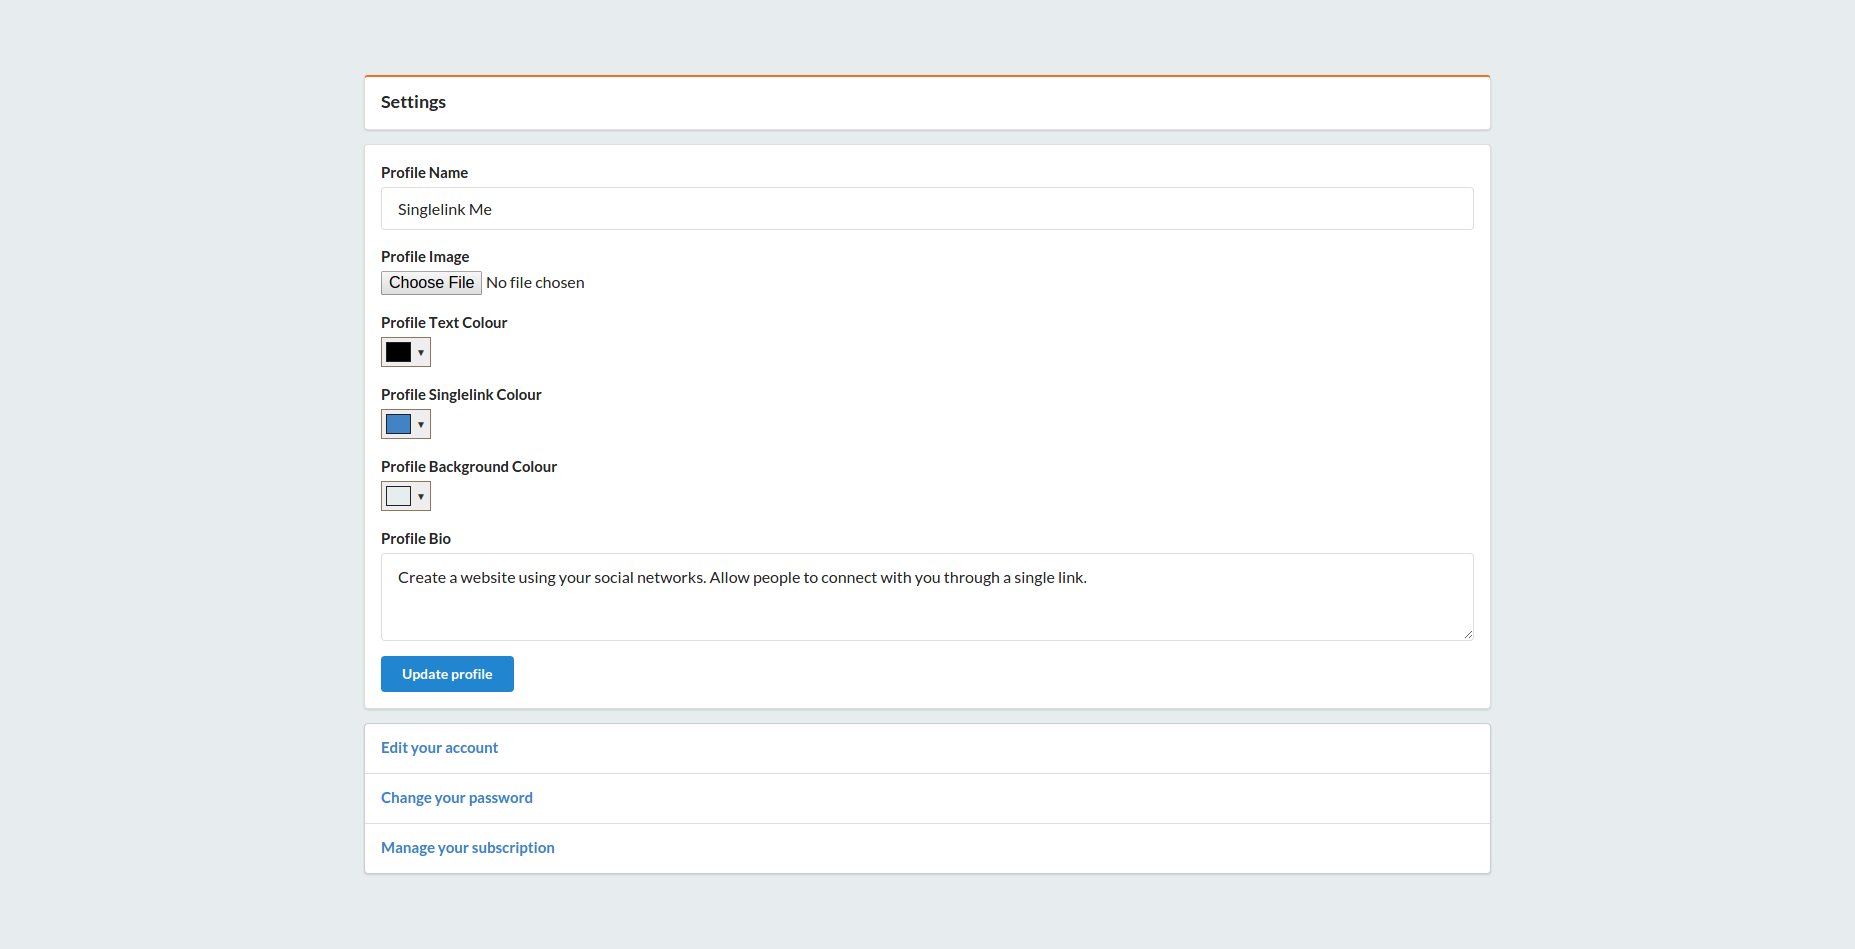 Settings
Profile Name
Singlelink Me
Profile Image
Choose File No file chosen
Profile Text Colour
Profile Singlelink Colour
Profile Background Colour
Profile Bio
Create a website using your social networks. Allow people to connect with you through a single link.
Update profile
Edit your account
Change your password
Manage your subscription